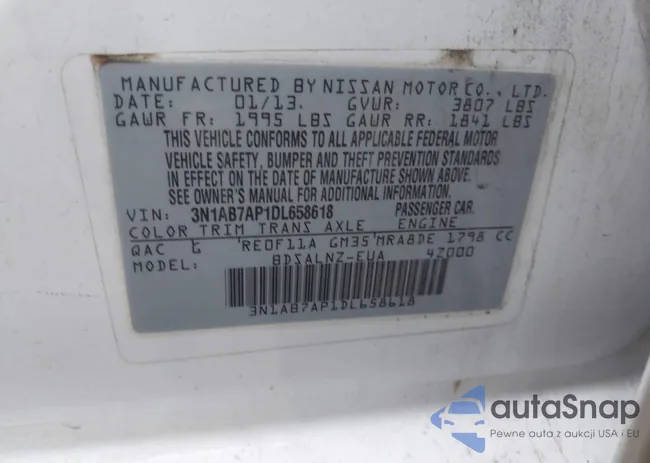 MANUFACTURED BY NISSAN MOTOR CO., LTD.
DATE: 01/13. GVWR: 3807 LBS
GAWR FR: 1995 LBS GAWR RR: 1841 LBS
THIS VEHICLE CONFORMS TO ALL APPLICABLE FEDERAL MOTOR
VEHICLE SAFETY, BUMPER AND THEFT PREVENTION STANDARDS
IN EFFECT ON THE DATE OF MANUFACTURE SHOWN ABOVE.
SEE OWNER'S MANUAL FOR ADDITIONAL INFORMATION.
VIN: 3N1AB7AP1DL658618 PASSENGER CAR.
COLOR TRIM TRANS AXLE ENGINE
QAC G RE0F11A GM35 MRA8DE 1798 CC
MODEL: BDSALNZ-EUA 4Z000
3N1AB7AP1DL658618
autoSnap
Pewne auta z aukcji USA i EU